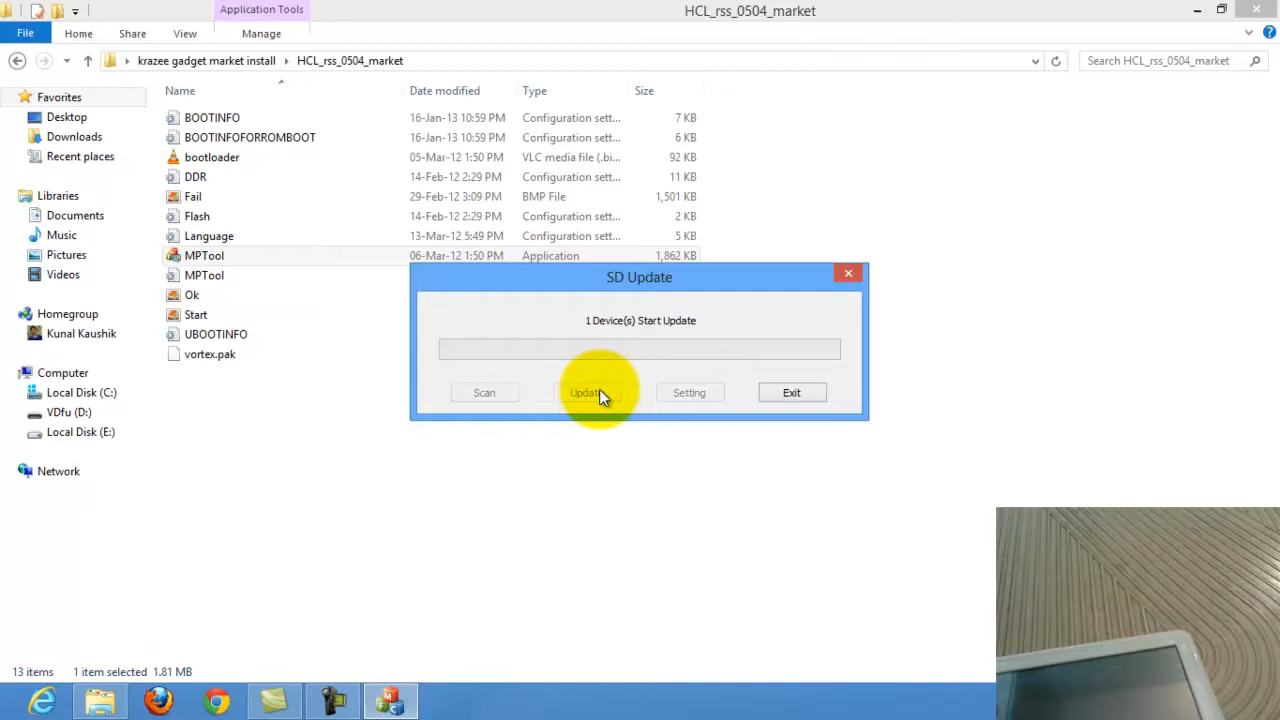 Application Tools
HCL_rss_0504_market
File Home Share View Manage
krazee gadget market install HCL_rss_0504_market Search HCL_rss_0504_market
Favorites
Desktop
Downloads
Recent places
Libraries
Documents
Music
Pictures
Videos
Homegroup
Kunal Kaushik
Computer
Local Disk (C:)
VDfu (D:)
Local Disk (E:)
Network
Name Date modified Type Size
BOOTINFO 16-Jan-13 10:59 PM Configuration sett... 7 KB
BOOTINFOFORROMBOOT 16-Jan-13 10:59 PM Configuration sett... 6 KB
bootloader 05-Mar-12 1:50 PM VLC media file (.bi... 92 KB
DDR 14-Feb-12 2:29 PM Configuration sett... 11 KB
Fail 29-Feb-12 3:09 PM BMP File 1,501 KB
Flash 14-Feb-12 2:29 PM Configuration sett... 2 KB
Language 13-Mar-12 5:49 PM Configuration sett... 5 KB
MPTool 06-Mar-12 1:50 PM Application 1,862 KB
MPTool
Ok
Start
UBOOTINFO
vortex.pak
SD Update
1 Device(s) Start Update
Scan Update Setting Exit
13 items 1 item selected 1.81 MB